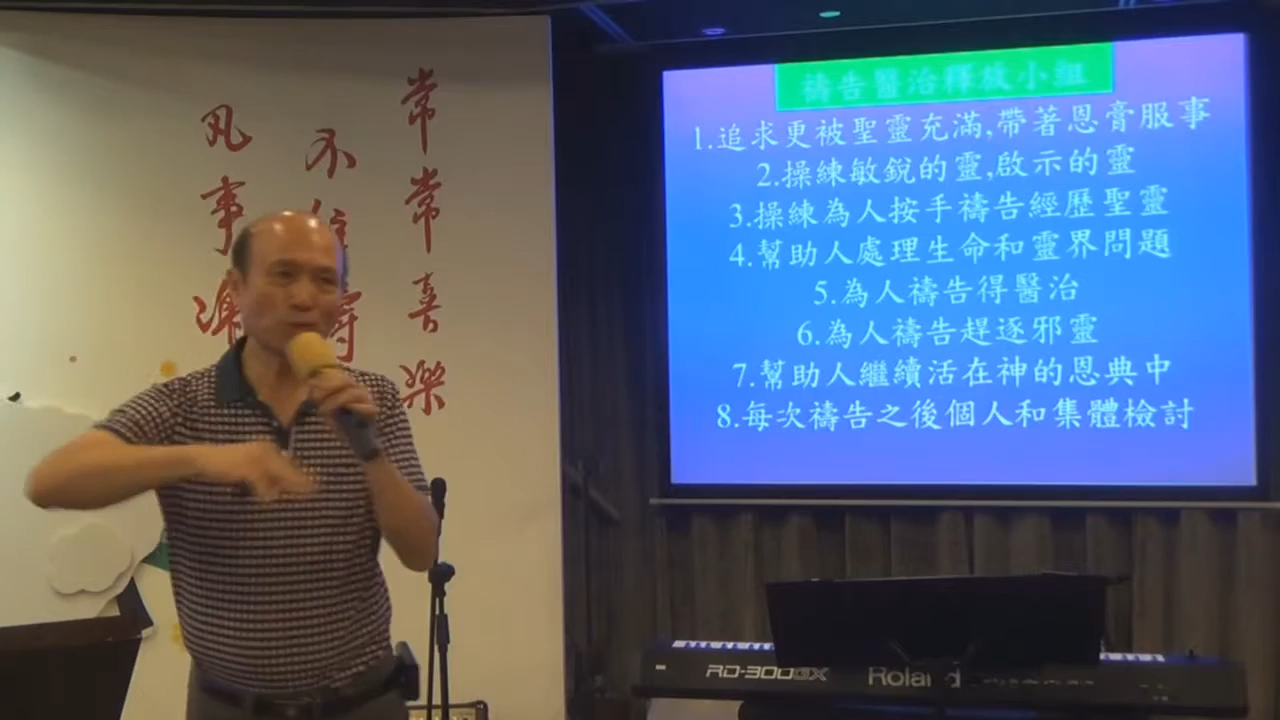 常常喜樂
不住禱
凡事
禱告醫治釋放小組
1.追求更被聖靈充滿,帶著恩膏服事
2.操練敏銳的靈,啟示的靈
3.操練為人按手禱告經歷聖靈
4.幫助人處理生命和靈界問題
5.為人禱告得醫治
6.為人禱告趕逐邪靈
7.幫助人繼續活在神的恩典中
8.每次禱告之後個人和集體檢討
RD-300GX
Roland